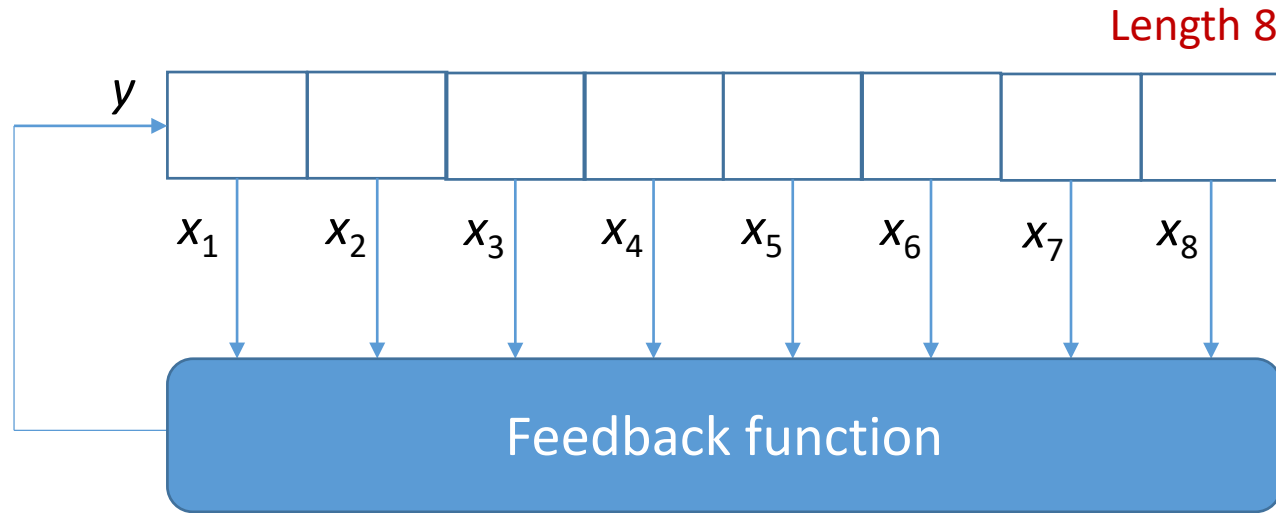 Length 8
y
x₁ x₂ x₃ x₄ x₅ x₆ x₇ x₈
Feedback function